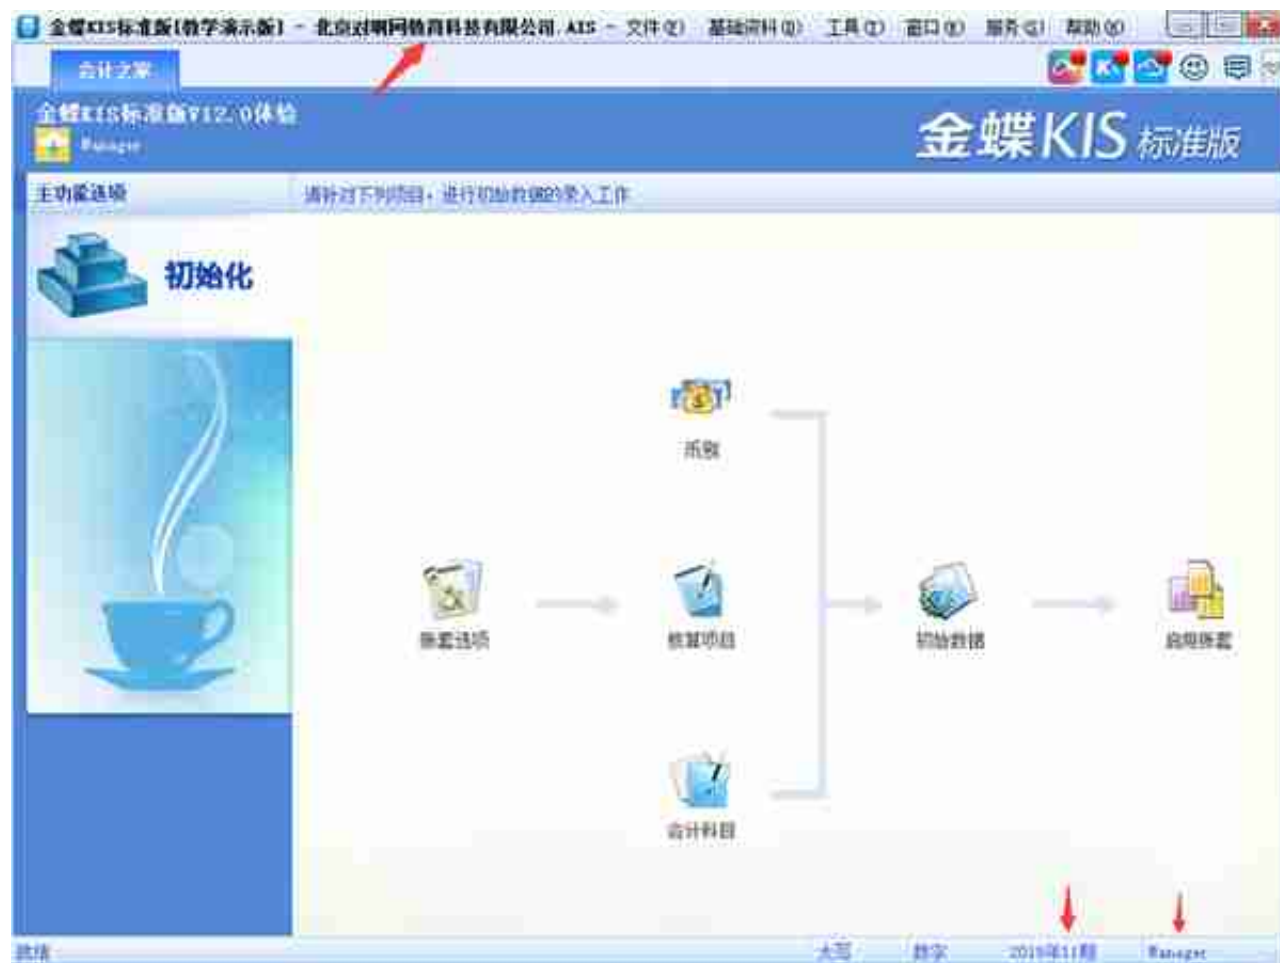 金蝶KIS标准版[教学演示版] - 北京对啊网教育科技有限公司.AIS - 文件(F) 基础资料 工具(T) 窗口(W) 服务(G) 帮助(H)
会计之家
金蝶KIS标准版V12.0体验
Manager
金蝶KIS 标准版
主功能选项
请针对下列项目，进行初始数据的录入工作
初始化
币别
账套选项
核算项目
初始数据
启用账套
会计科目
就绪
大写
数字
11期
Manager